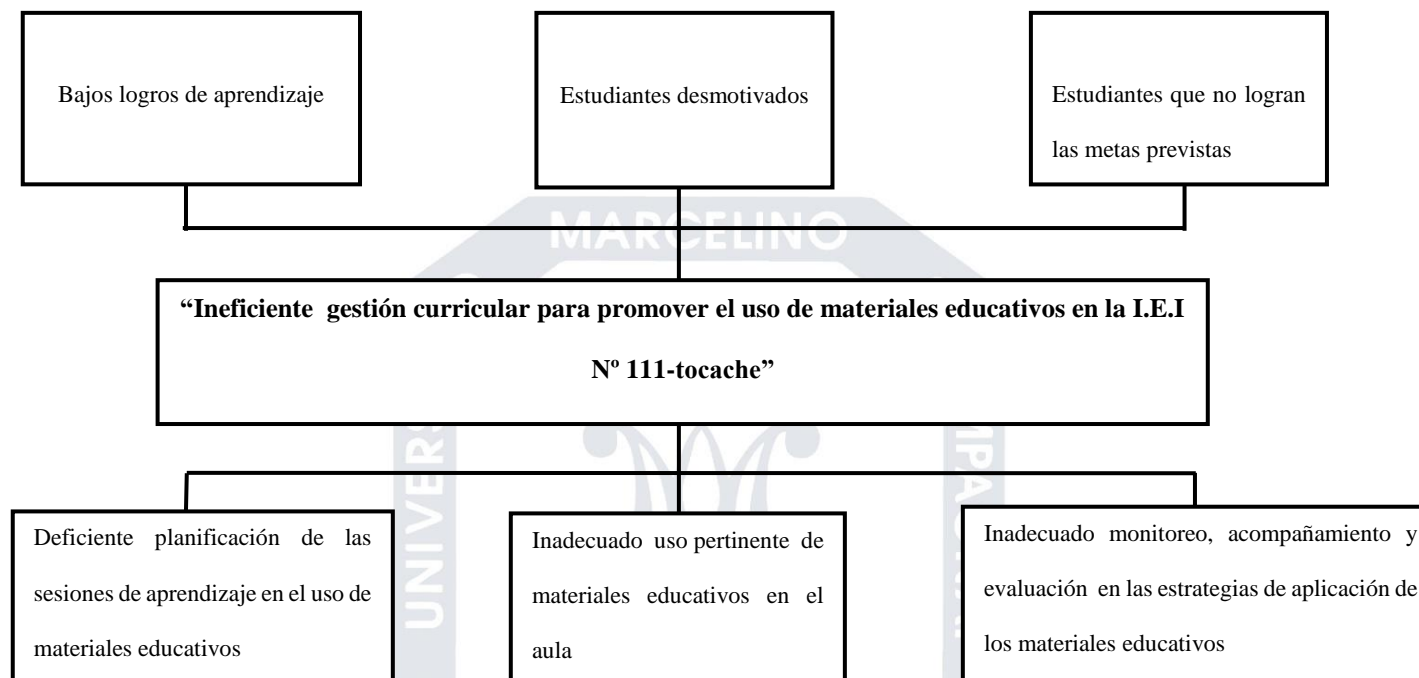 Bajos logros de aprendizaje
Estudiantes desmotivados
Estudiantes que no logran
las metas previstas
MARCELINO
“Ineficiente gestión curricular para promover el uso de materiales educativos en la I.E.I
Nº 111-tocache”
UNIVERS
MPA
Deficiente planificación de las
sesiones de aprendizaje en el uso de
materiales educativos
Inadecuado uso pertinente de
materiales educativos en el
aula
Inadecuado monitoreo, acompañamiento y
evaluación en las estrategias de aplicación de
los materiales educativos